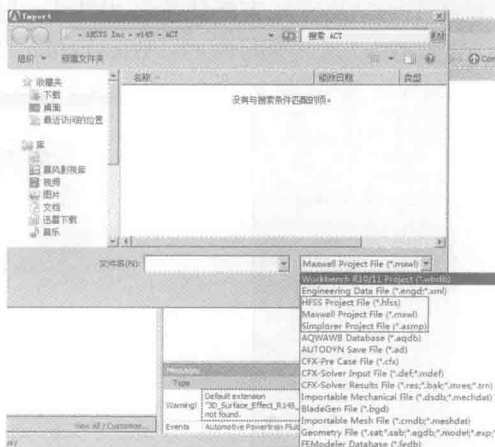 Import
ANSYS Inc ▸ v145 ▸ ACT
搜索 ACT
组织
新建文件夹
Com
收藏夹
下载
桌面
最近访问的位置
库
暴风影视库
视频
图片
文档
迅雷下载
音乐
名称
修改日期
类型
没有与搜索条件匹配的项。
文件名(N):
Maxwell Project File (*.mxwl)
Workbench R10/11 Project (*.wbdb)
Engineering Data File (*.engd;*.xml)
HFSS Project File (*.hfss)
Maxwell Project File (*.mxwl)
Simplorer Project File (*.asmp)
AQWAWB Database (*.aqdb)
AUTODYN Save File (*.ad)
CFX-Pre Case File (*.cfx)
CFX-Solver Input File (*.def;*.mdef)
CFX-Solver Results File (*.res;*.bak;*.mres;*.trn)
Importable Mechanical File (*.dsdb;*.mechdat)
BladeGen File (*.bgd)
Importable Mesh File (*.cmdb;*.meshdat)
Geometry File (*.sat;*.sab;*.agdb;*.model;*.exp;*
FEModeler Database (*.fedb)
Messages
Type
Warning!
Default extension
"3D_Surface_Effect_R145,
not found.
Events
Automotive Powertrain Flui
View All / Customize...